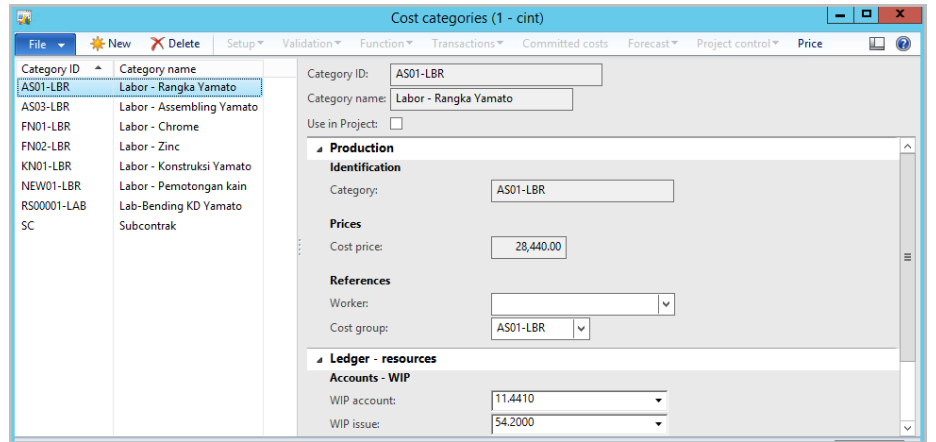 Cost categories (1 - cint)
File New Delete Setup Validation Function Transactions Committed costs Forecast Project control Price
Category ID Category name
AS01-LBR Labor - Rangka Yamato
AS03-LBR Labor - Assembling Yamato
FN01-LBR Labor - Chrome
FN02-LBR Labor - Zinc
KN01-LBR Labor - Konstruksi Yamato
NEW01-LBR Labor - Pemotongan kain
RS00001-LAB Lab-Bending KD Yamato
SC Subcontrak
Category ID: AS01-LBR
Category name: Labor - Rangka Yamato
Use in Project:
Production
Identification
Category: AS01-LBR
Prices
Cost price: 28,440.00
References
Worker:
Cost group: AS01-LBR
Ledger - resources
Accounts - WIP
WIP account: 11.4410
WIP issue: 54.2000